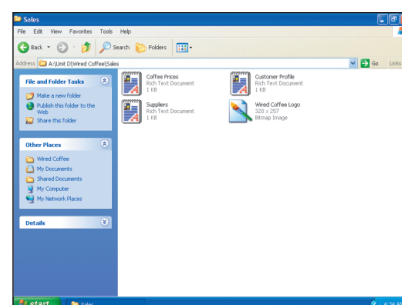 Sales
File Edit View Favorites Tools Help
Back Search Folders
Address A:\Unit D\Wired Coffee\Sales Go Links
File and Folder Tasks
Make a new folder
Publish this folder to the
Web
Share this folder
Other Places
Wired Coffee
My Documents
Shared Documents
My Computer
My Network Places
Details
Coffee Prices
Rich Text Document
1 KB
Customer Profile
Rich Text Document
1 KB
Suppliers
Rich Text Document
1 KB
Wired Coffee Logo
Bitmap Image
start Sales